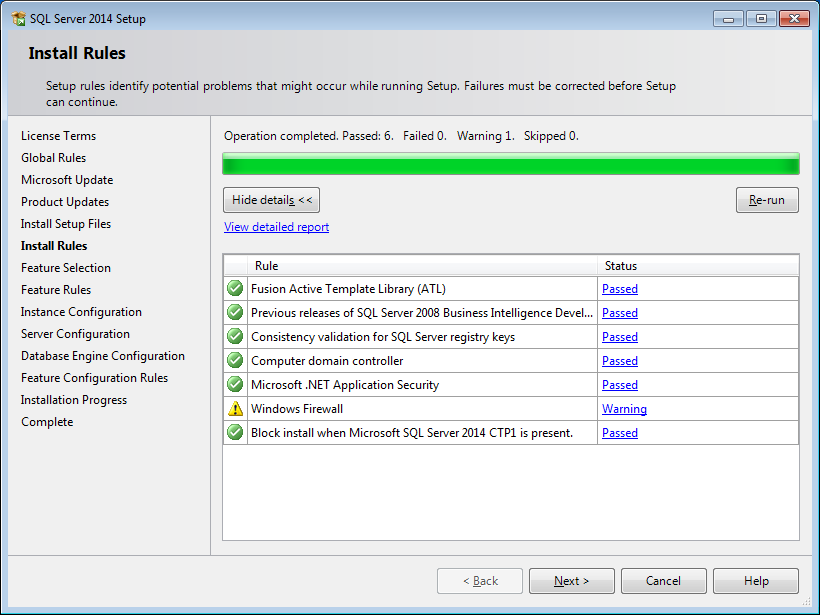 SQL Server 2014 Setup
Install Rules
Setup rules identify potential problems that might occur while running Setup. Failures must be corrected before Setup
can continue.
License Terms
Global Rules
Microsoft Update
Product Updates
Install Setup Files
Install Rules
Feature Selection
Feature Rules
Instance Configuration
Server Configuration
Database Engine Configuration
Feature Configuration Rules
Installation Progress
Complete
Operation completed. Passed: 6.   Failed 0.   Warning 1.   Skipped 0.
Hide details <<
Re-run
View detailed report
Rule Status
Fusion Active Template Library (ATL) Passed
Previous releases of SQL Server 2008 Business Intelligence Devel... Passed
Consistency validation for SQL Server registry keys Passed
Computer domain controller Passed
Microsoft .NET Application Security Passed
Windows Firewall Warning
Block install when Microsoft SQL Server 2014 CTP1 is present. Passed
< Back Next > Cancel Help